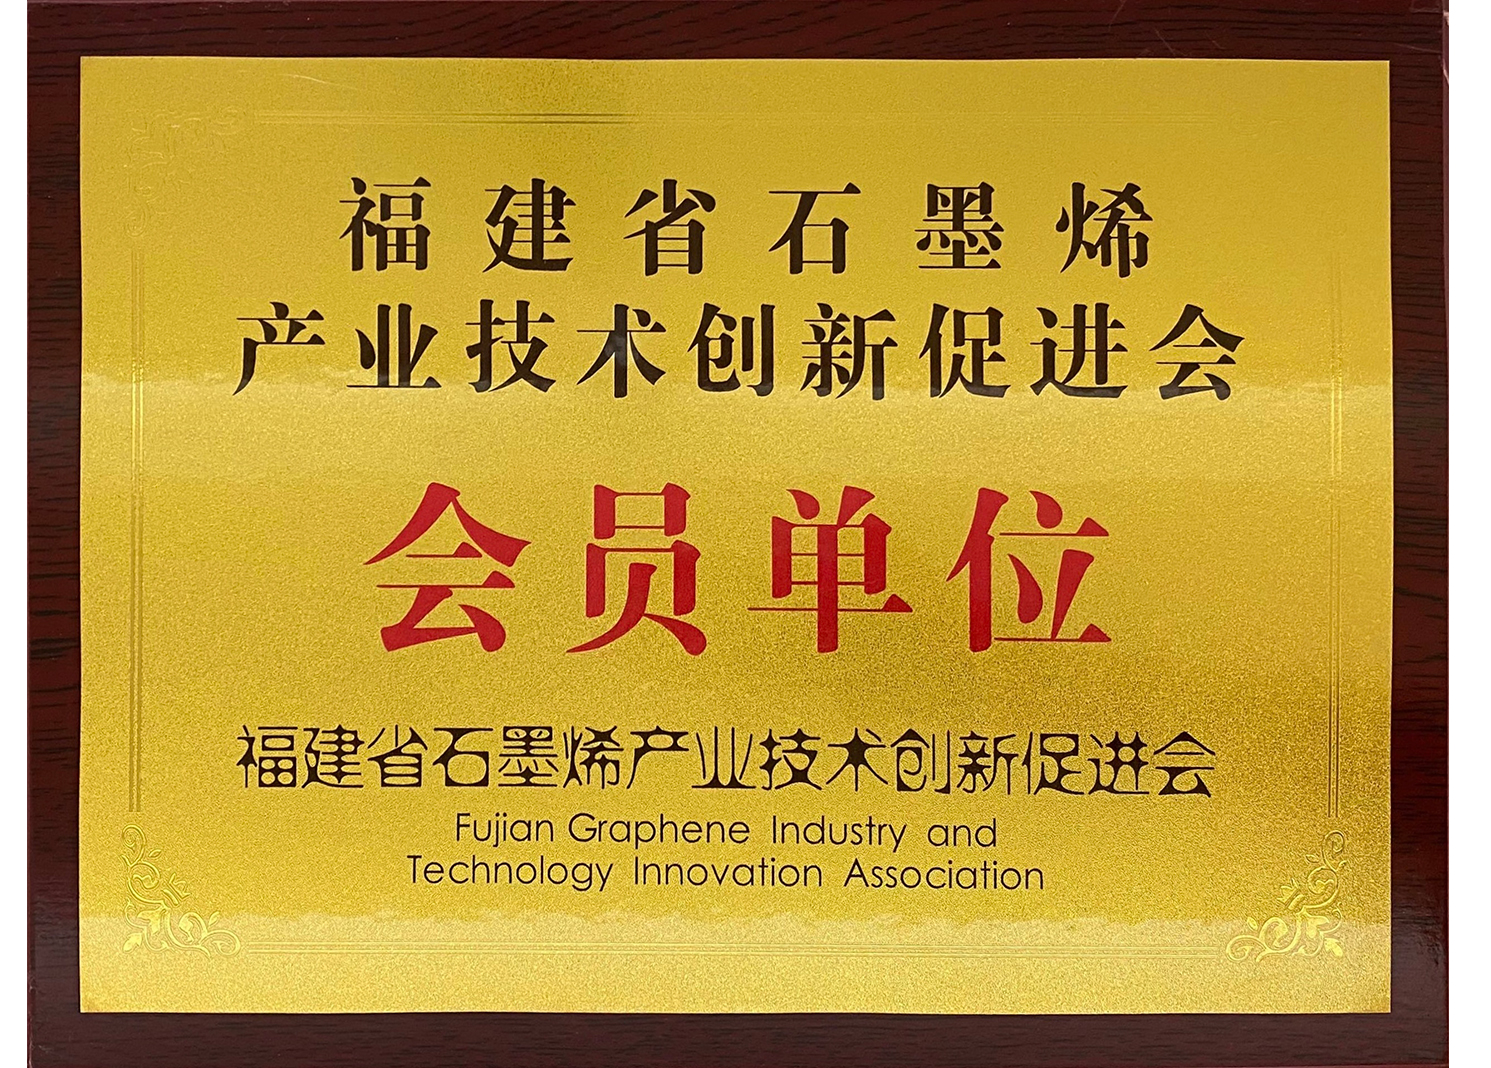 福建省石墨烯
产业技术创新促进会
会员单位
福建省石墨烯产业技术创新促进会
Fujian Graphene Industry and
Technology Innovation Association